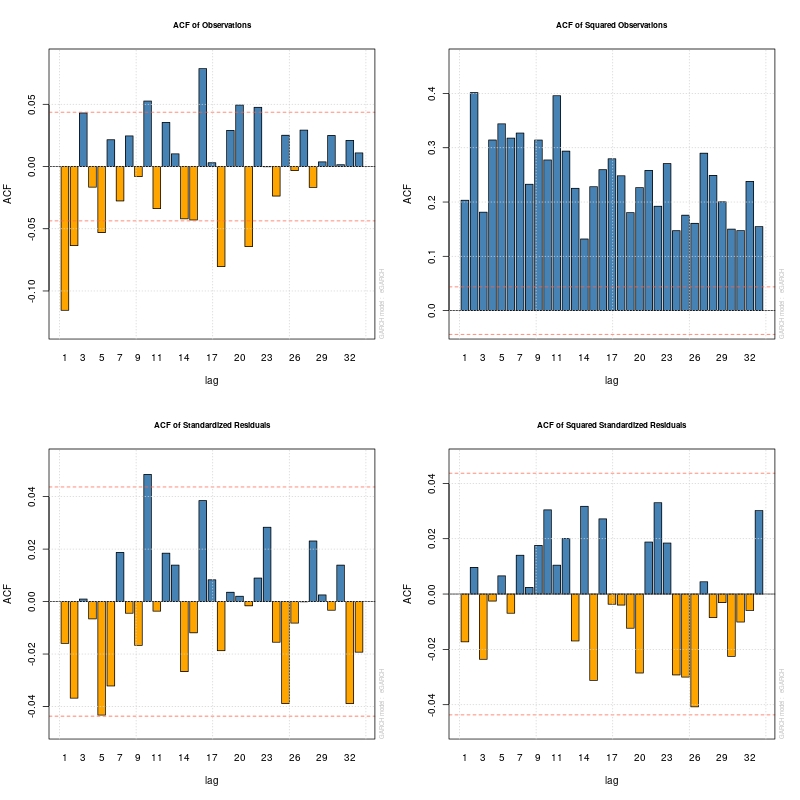 ACF of Observations
ACF
0.05
0.00
-0.05
-0.10
1 3 5 7 9 11 14 17 20 23 26 29 32
lag
GARCH model : eGARCH
ACF of Squared Observations
ACF
0.4
0.3
0.2
0.1
0.0
1 3 5 7 9 11 14 17 20 23 26 29 32
lag
GARCH model : eGARCH
ACF of Standardized Residuals
ACF
0.04
0.02
0.00
-0.02
-0.04
1 3 5 7 9 11 14 17 20 23 26 29 32
lag
GARCH model : eGARCH
ACF of Squared Standardized Residuals
ACF
0.04
0.02
0.00
-0.02
-0.04
1 3 5 7 9 11 14 17 20 23 26 29 32
lag
GARCH model : eGARCH